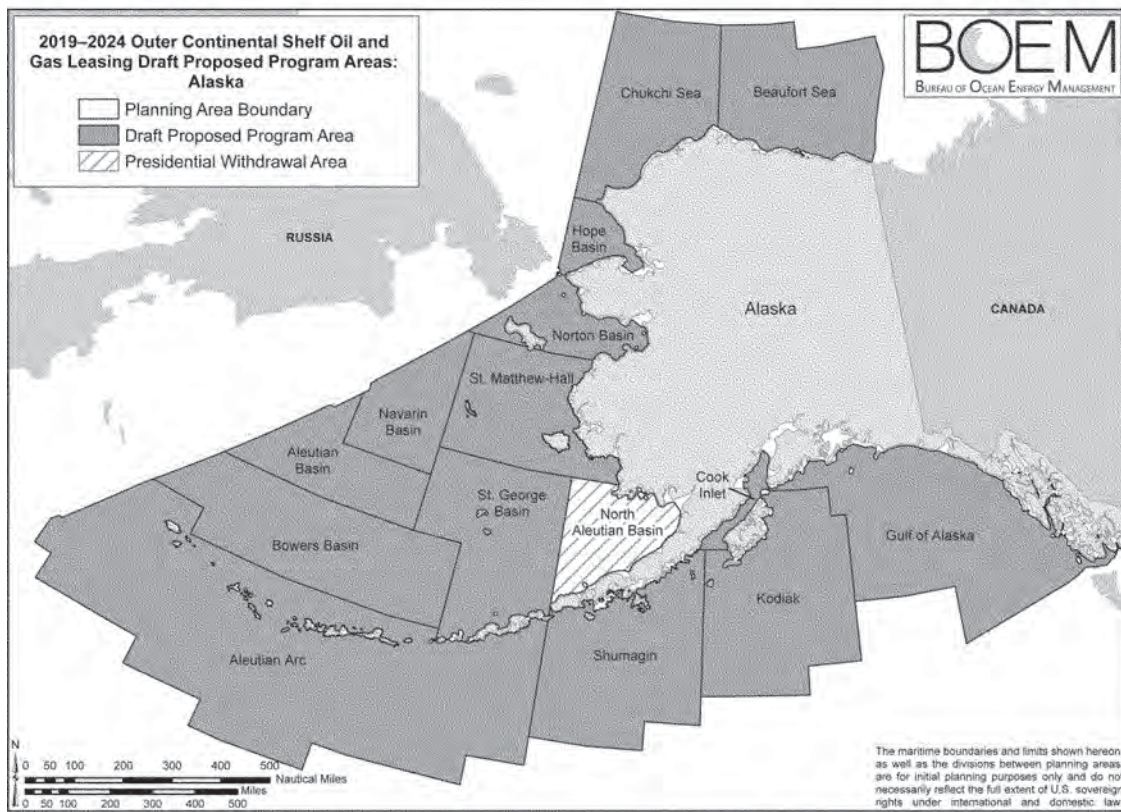 2019–2024 Outer Continental Shelf Oil and
Gas Leasing Draft Proposed Program Areas:
Alaska
Planning Area Boundary
Draft Proposed Program Area
Presidential Withdrawal Area
BOEM
BUREAU OF OCEAN ENERGY MANAGEMENT
Chukchi Sea
Beaufort Sea
RUSSIA
Hope
Basin
Alaska
CANADA
Norton Basin
St. Matthew-Hall
Navarin
Basin
Aleutian
Basin
St. George
Basin
North
Aleutian Basin
Cook
Inlet
Gulf of Alaska
Bowers Basin
Kodiak
Shumagin
Aleutian Arc
N
0 50 100 200 300 400 500
Nautical Miles
Miles
0 50 100 200 300 400 500
The maritime boundaries and limits shown hereon,
as well as the divisions between planning areas,
are for initial planning purposes only and do not
necessarily reflect the full extent of U.S. sovereign
rights under international and domestic law.